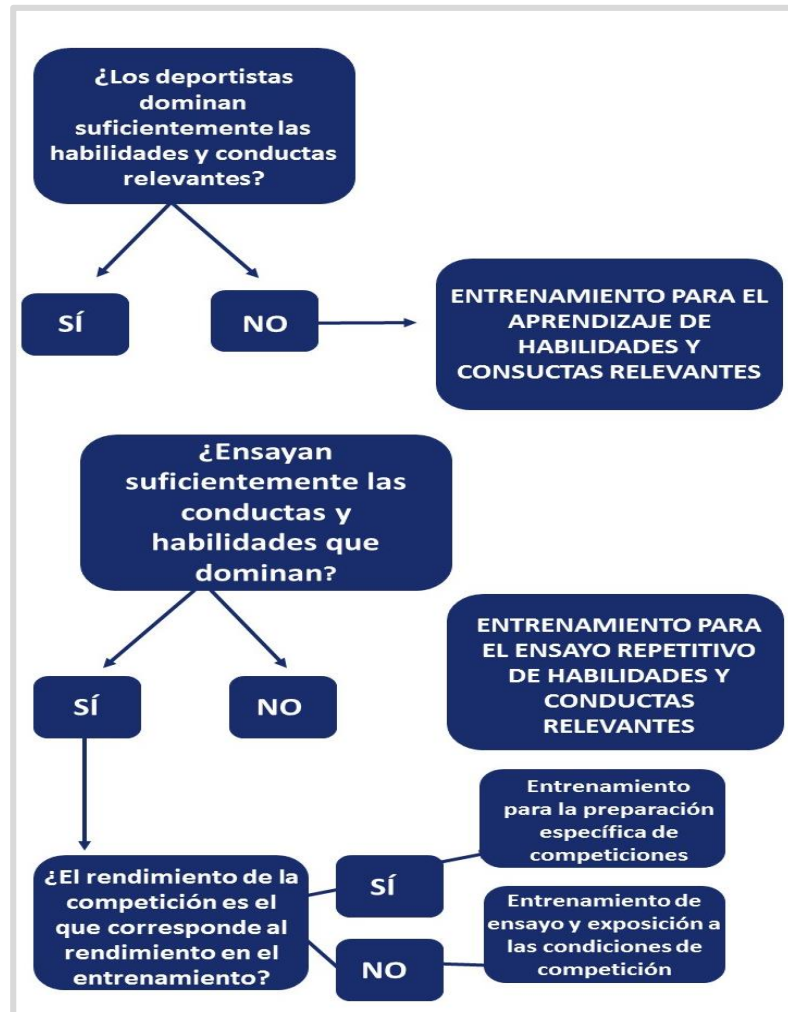 ¿Los deportistas
dominan
suficientemente las
habilidades y conductas
relevantes?
SÍ
NO
ENTRENAMIENTO PARA EL
APRENDIZAJE DE
HABILIDADES Y
CONSUCTAS RELEVANTES
¿Ensayan
suficientemente las
conductas y
habilidades que
dominan?
SÍ
NO
ENTRENAMIENTO PARA
EL ENSAYO REPETITIVO
DE HABILIDADES Y
CONDUCTAS
RELEVANTES
¿El rendimiento de la
competición es el
que corresponde al
rendimiento en el
entrenamiento?
SÍ
Entrenamiento
para la preparación
específica de
competiciones
NO
Entrenamiento de
ensayo y exposición a
las condiciones de
competición